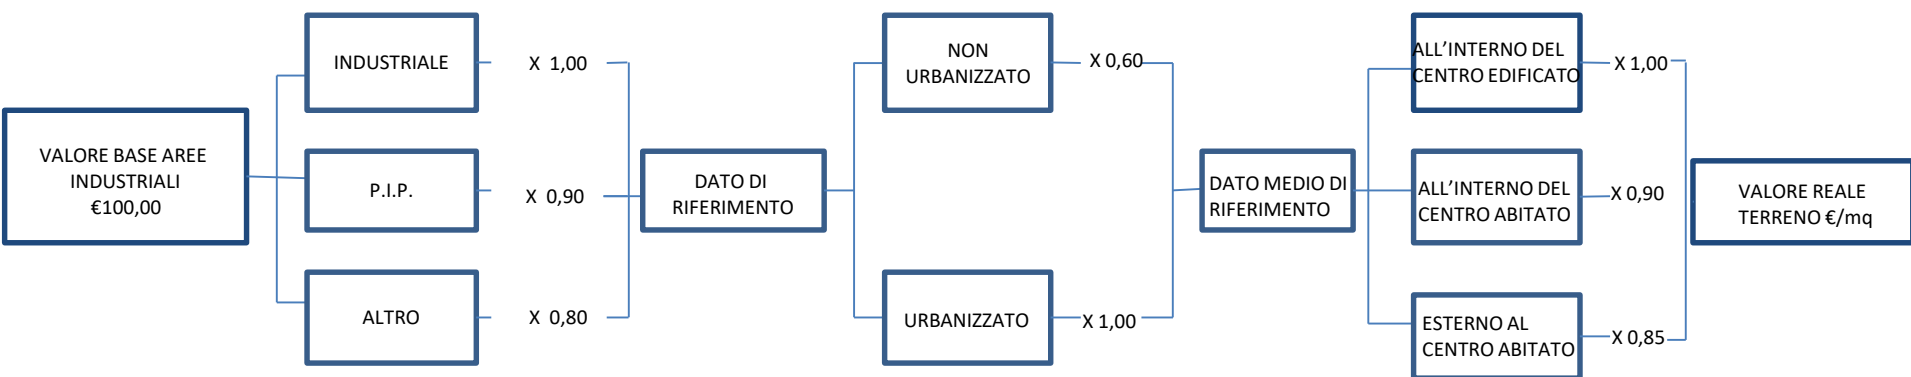 VALORE BASE AREE
INDUSTRIALI
€100,00
INDUSTRIALE
X 1,00
P.I.P.
X 0,90
ALTRO
X 0,80
DATO DI
RIFERIMENTO
NON
URBANIZZATO
X 0,60
URBANIZZATO
X 1,00
DATO MEDIO DI
RIFERIMENTO
ALL'INTERNO DEL
CENTRO EDIFICATO
X 1,00
ALL'INTERNO DEL
CENTRO ABITATO
X 0,90
ESTERNO AL
CENTRO ABITATO
X 0,85
VALORE REALE
TERRENO €/mq